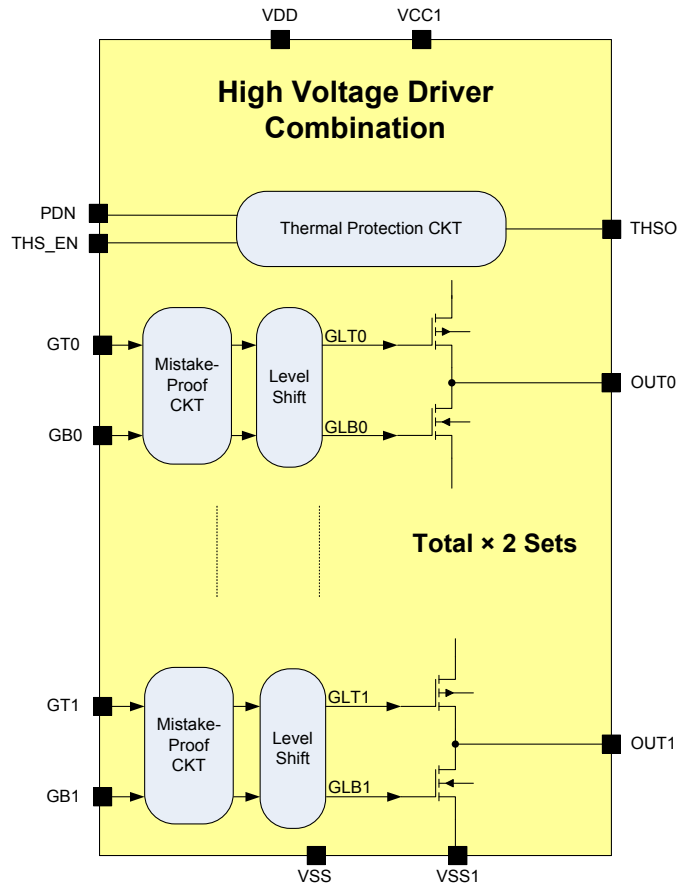 VDD
VCC1
High Voltage Driver
Combination
PDN
THS_EN
Thermal Protection CKT
THSO
GT0
GB0
Mistake-
Proof
CKT
Level
Shift
GLT0
GLB0
OUT0
Total × 2 Sets
GT1
GB1
Mistake-
Proof
CKT
Level
Shift
GLT1
GLB1
OUT1
VSS
VSS1